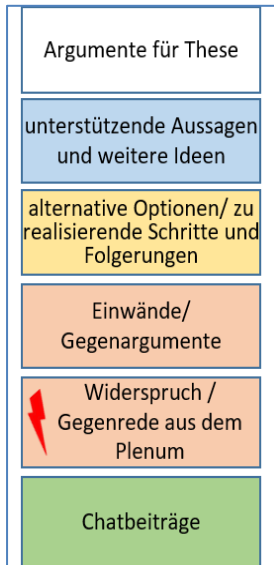 Argumente für These
unterstützende Aussagen
und weitere Ideen
alternative Optionen/ zu
realisierende Schritte und
Folgerungen
Einwände/
Gegenargumente
Widerspruch /
Gegenrede aus dem
Plenum
Chatbeiträge